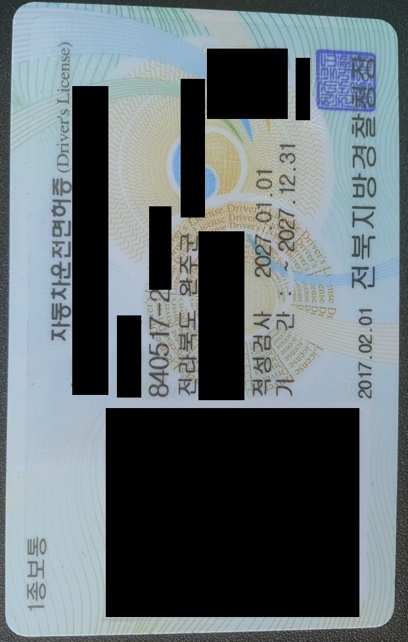 1종보통
자동차운전면허증 (Driver's License)
840517-2
전라북도 완주군
적성검사 2027.01.01
기 간 : ~ 2027.12.31
2017.02.01 전북지방경찰청장